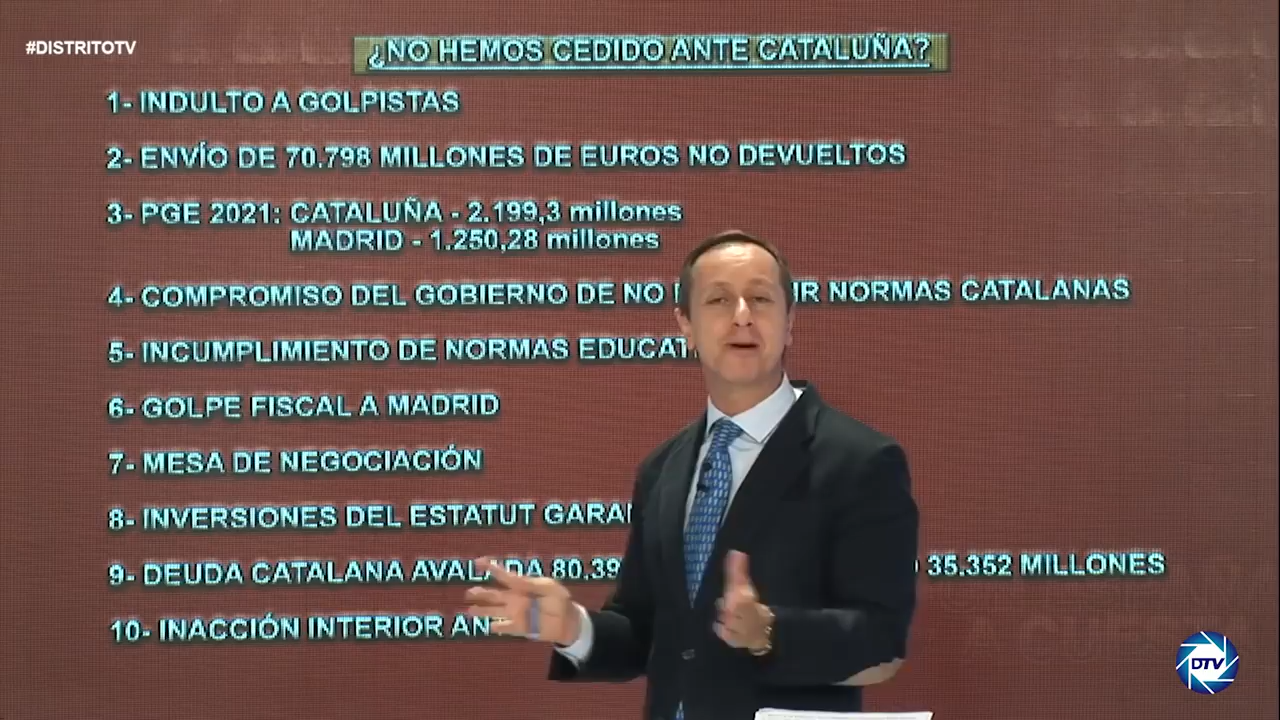 #DISTRITOTV
¿NO HEMOS CEDIDO ANTE CATALUÑA?
1- INDULTO A GOLPISTAS
2- ENVÍO DE 70.798 MILLONES DE EUROS NO DEVUELTOS
3- PGE 2021: CATALUÑA - 2.199,3 millones
MADRID - 1.250,28 millones
4- COMPROMISO DEL GOBIERNO DE NO NORMAS CATALANAS
5- INCUMPLIMIENTO DE NORMAS
6- GOLPE FISCAL A MADRID
7- MESA DE NEGOCIACIÓN
8- INVERSIONES DEL ESTATUT
9- DEUDA CATALANA AVALADA 35.352 MILLONES
10- INACCIÓN INTERIOR
DTV